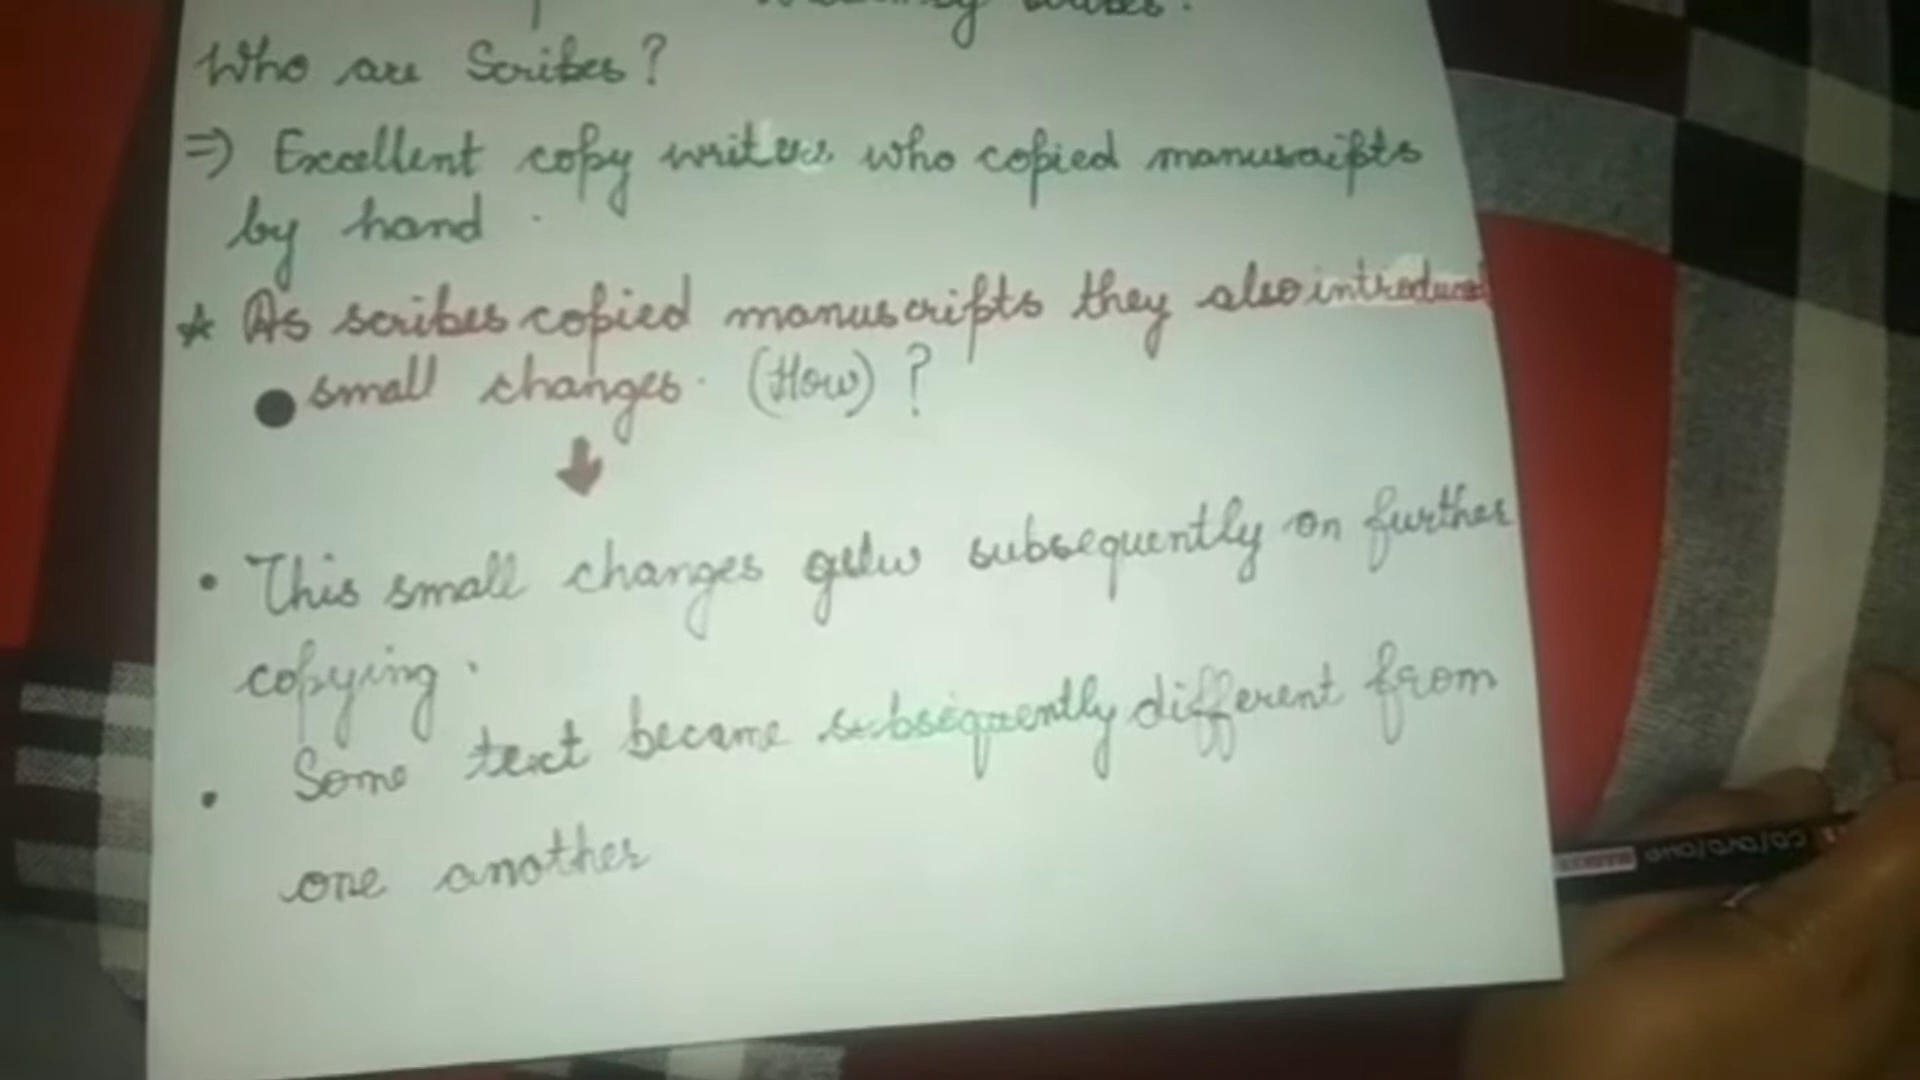 Who are Scribes?
=) Excellent copy writers who copied manuscripts
by hand.
* As scribes copied manuscripts they also introduced
small changes. (How)?
• This small changes grew subsequently on further
copying.
• Some text became subsequently different from
one another